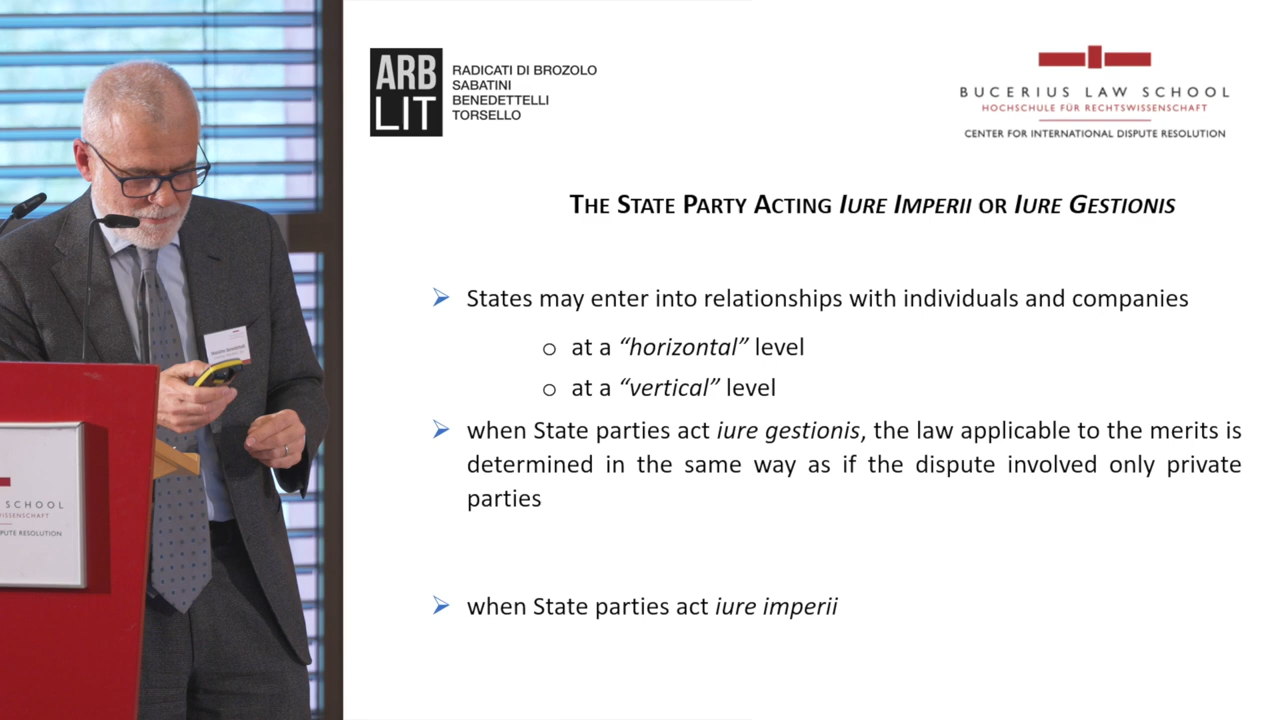 ARB
LIT
RADICATI DI BROZOLO
SABATINI
BENEDETTELLI
TORSELLO
BUCERIUS LAW SCHOOL
HOCHSCHULE FÜR RECHTSWISSENSCHAFT
CENTER FOR INTERNATIONAL DISPUTE RESOLUTION
THE STATE PARTY ACTING IURE IMPERII OR IURE GESTIONIS
➢ States may enter into relationships with individuals and companies
o at a “horizontal” level
o at a “vertical” level
➢ when State parties act iure gestionis, the law applicable to the merits is
determined in the same way as if the dispute involved only private
parties
➢ when State parties act iure imperii
SCHOOL
WISSENSCHAFT
PUTE RESOLUTION